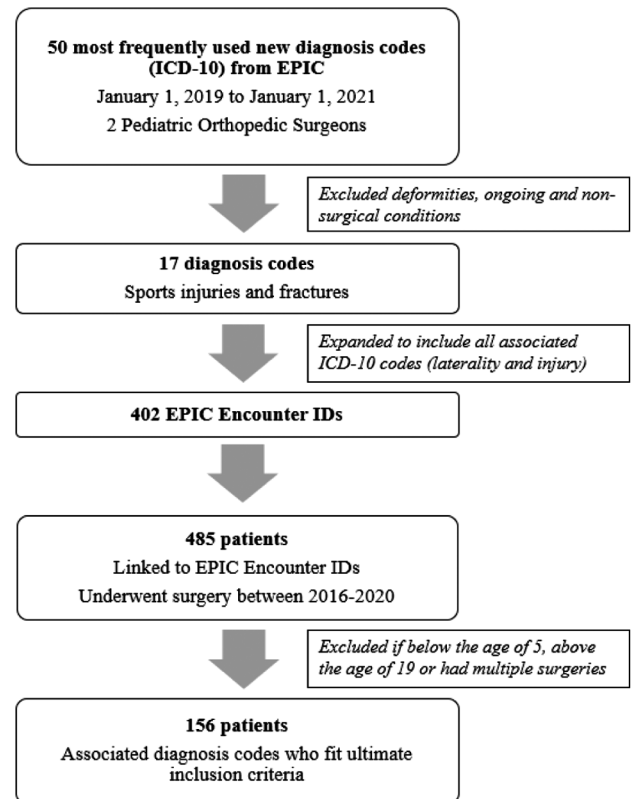 50 most frequently used new diagnosis codes
(ICD-10) from EPIC
January 1, 2019 to January 1, 2021
2 Pediatric Orthopedic Surgeons
Excluded deformities, ongoing and non-
surgical conditions
17 diagnosis codes
Sports injuries and fractures
Expanded to include all associated
ICD-10 codes (laterality and injury)
402 EPIC Encounter IDs
485 patients
Linked to EPIC Encounter IDs
Underwent surgery between 2016-2020
Excluded if below the age of 5, above
the age of 19 or had multiple surgeries
156 patients
Associated diagnosis codes who fit ultimate
inclusion criteria